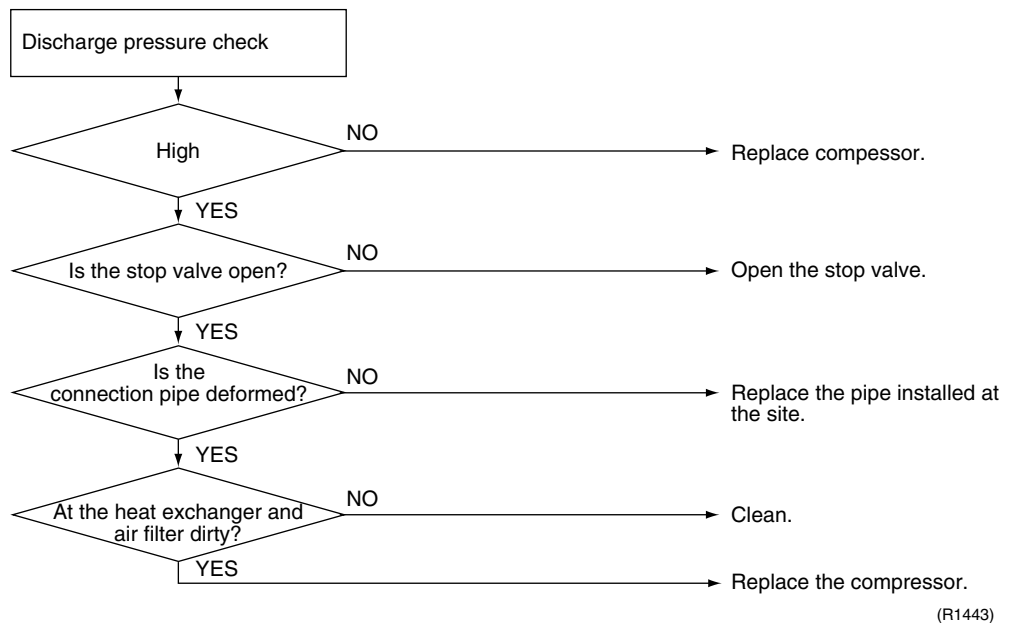 Discharge pressure check
High
NO
Replace compessor.
YES
Is the stop valve open?
NO
Open the stop valve.
YES
Is the
connection pipe deformed?
NO
Replace the pipe installed at
the site.
YES
At the heat exchanger and
air filter dirty?
NO
Clean.
YES
Replace the compressor.
(R1443)